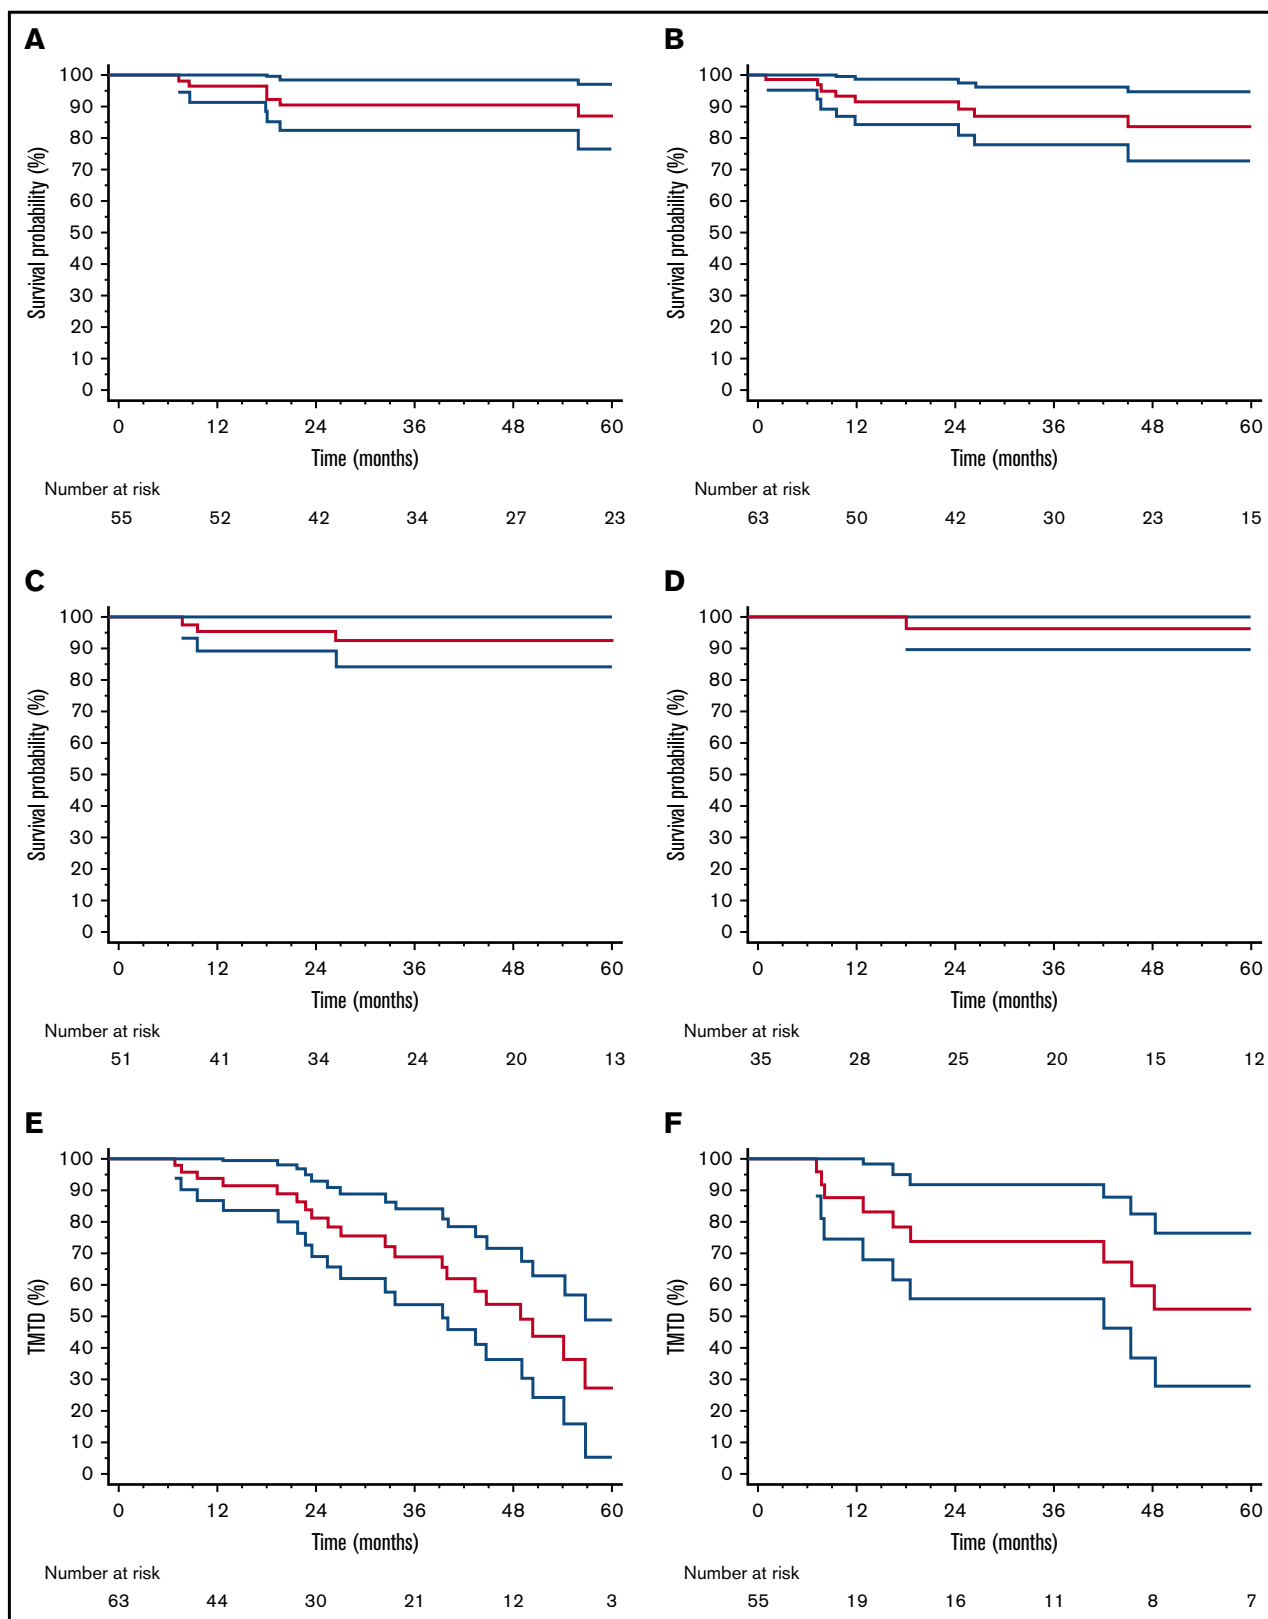 A
Survival probability (%)
100
90
80
70
60
50
40
30
20
10
0
0 12 24 36 48 60
Time (months)
Number at risk
55 52 42 34 27 23
B
Survival probability (%)
100
90
80
70
60
50
40
30
20
10
0
0 12 24 36 48 60
Time (months)
Number at risk
63 50 42 30 23 15
C
Survival probability (%)
100
90
80
70
60
50
40
30
20
10
0
0 12 24 36 48 60
Time (months)
Number at risk
51 41 34 24 20 13
D
Survival probability (%)
100
90
80
70
60
50
40
30
20
10
0
0 12 24 36 48 60
Time (months)
Number at risk
35 28 25 20 15 12
E
TMTD (%)
100
90
80
70
60
50
40
30
20
10
0
0 12 24 36 48 60
Time (months)
Number at risk
63 44 30 21 12 3
F
TMTD (%)
100
90
80
70
60
50
40
30
20
10
0
0 12 24 36 48 60
Time (months)
Number at risk
55 19 16 11 8 7